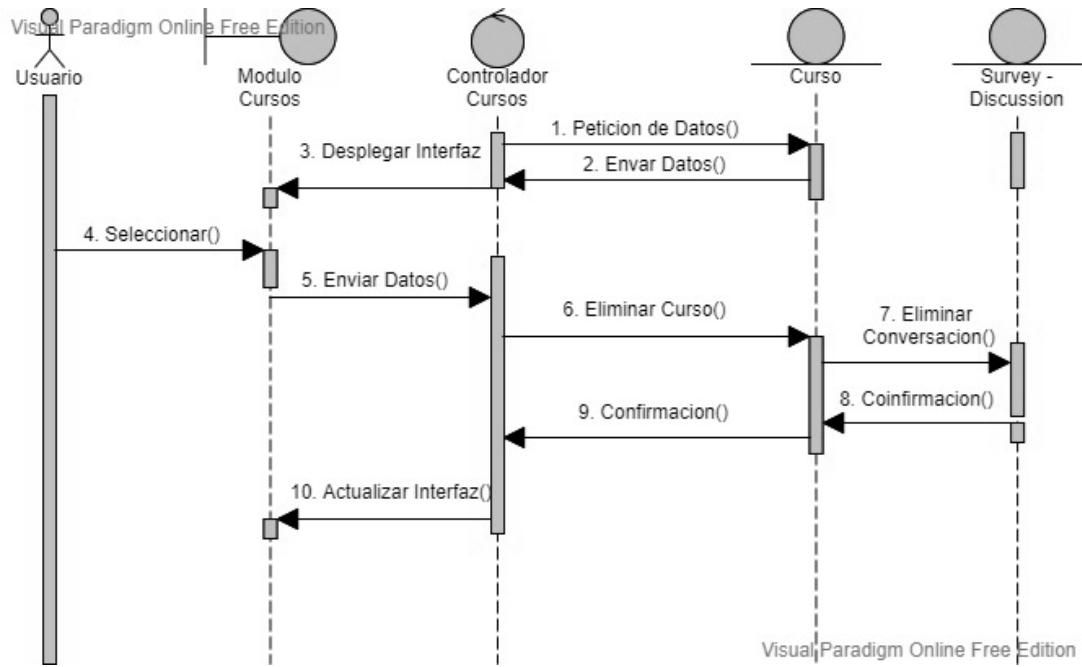 Visual Paradigm Online Free Edition
Usuario
Modulo
Cursos
Controlador
Cursos
Curso
Survey -
Discussion
1. Peticion de Datos()
2. Envar Datos()
3. Desplegar Interfaz
4. Seleccionar()
5. Enviar Datos()
6. Eliminar Curso()
7. Eliminar
Conversacion()
8. Coinfirmacion()
9. Confirmacion()
10. Actualizar Interfaz()
Visual Paradigm Online Free Edition